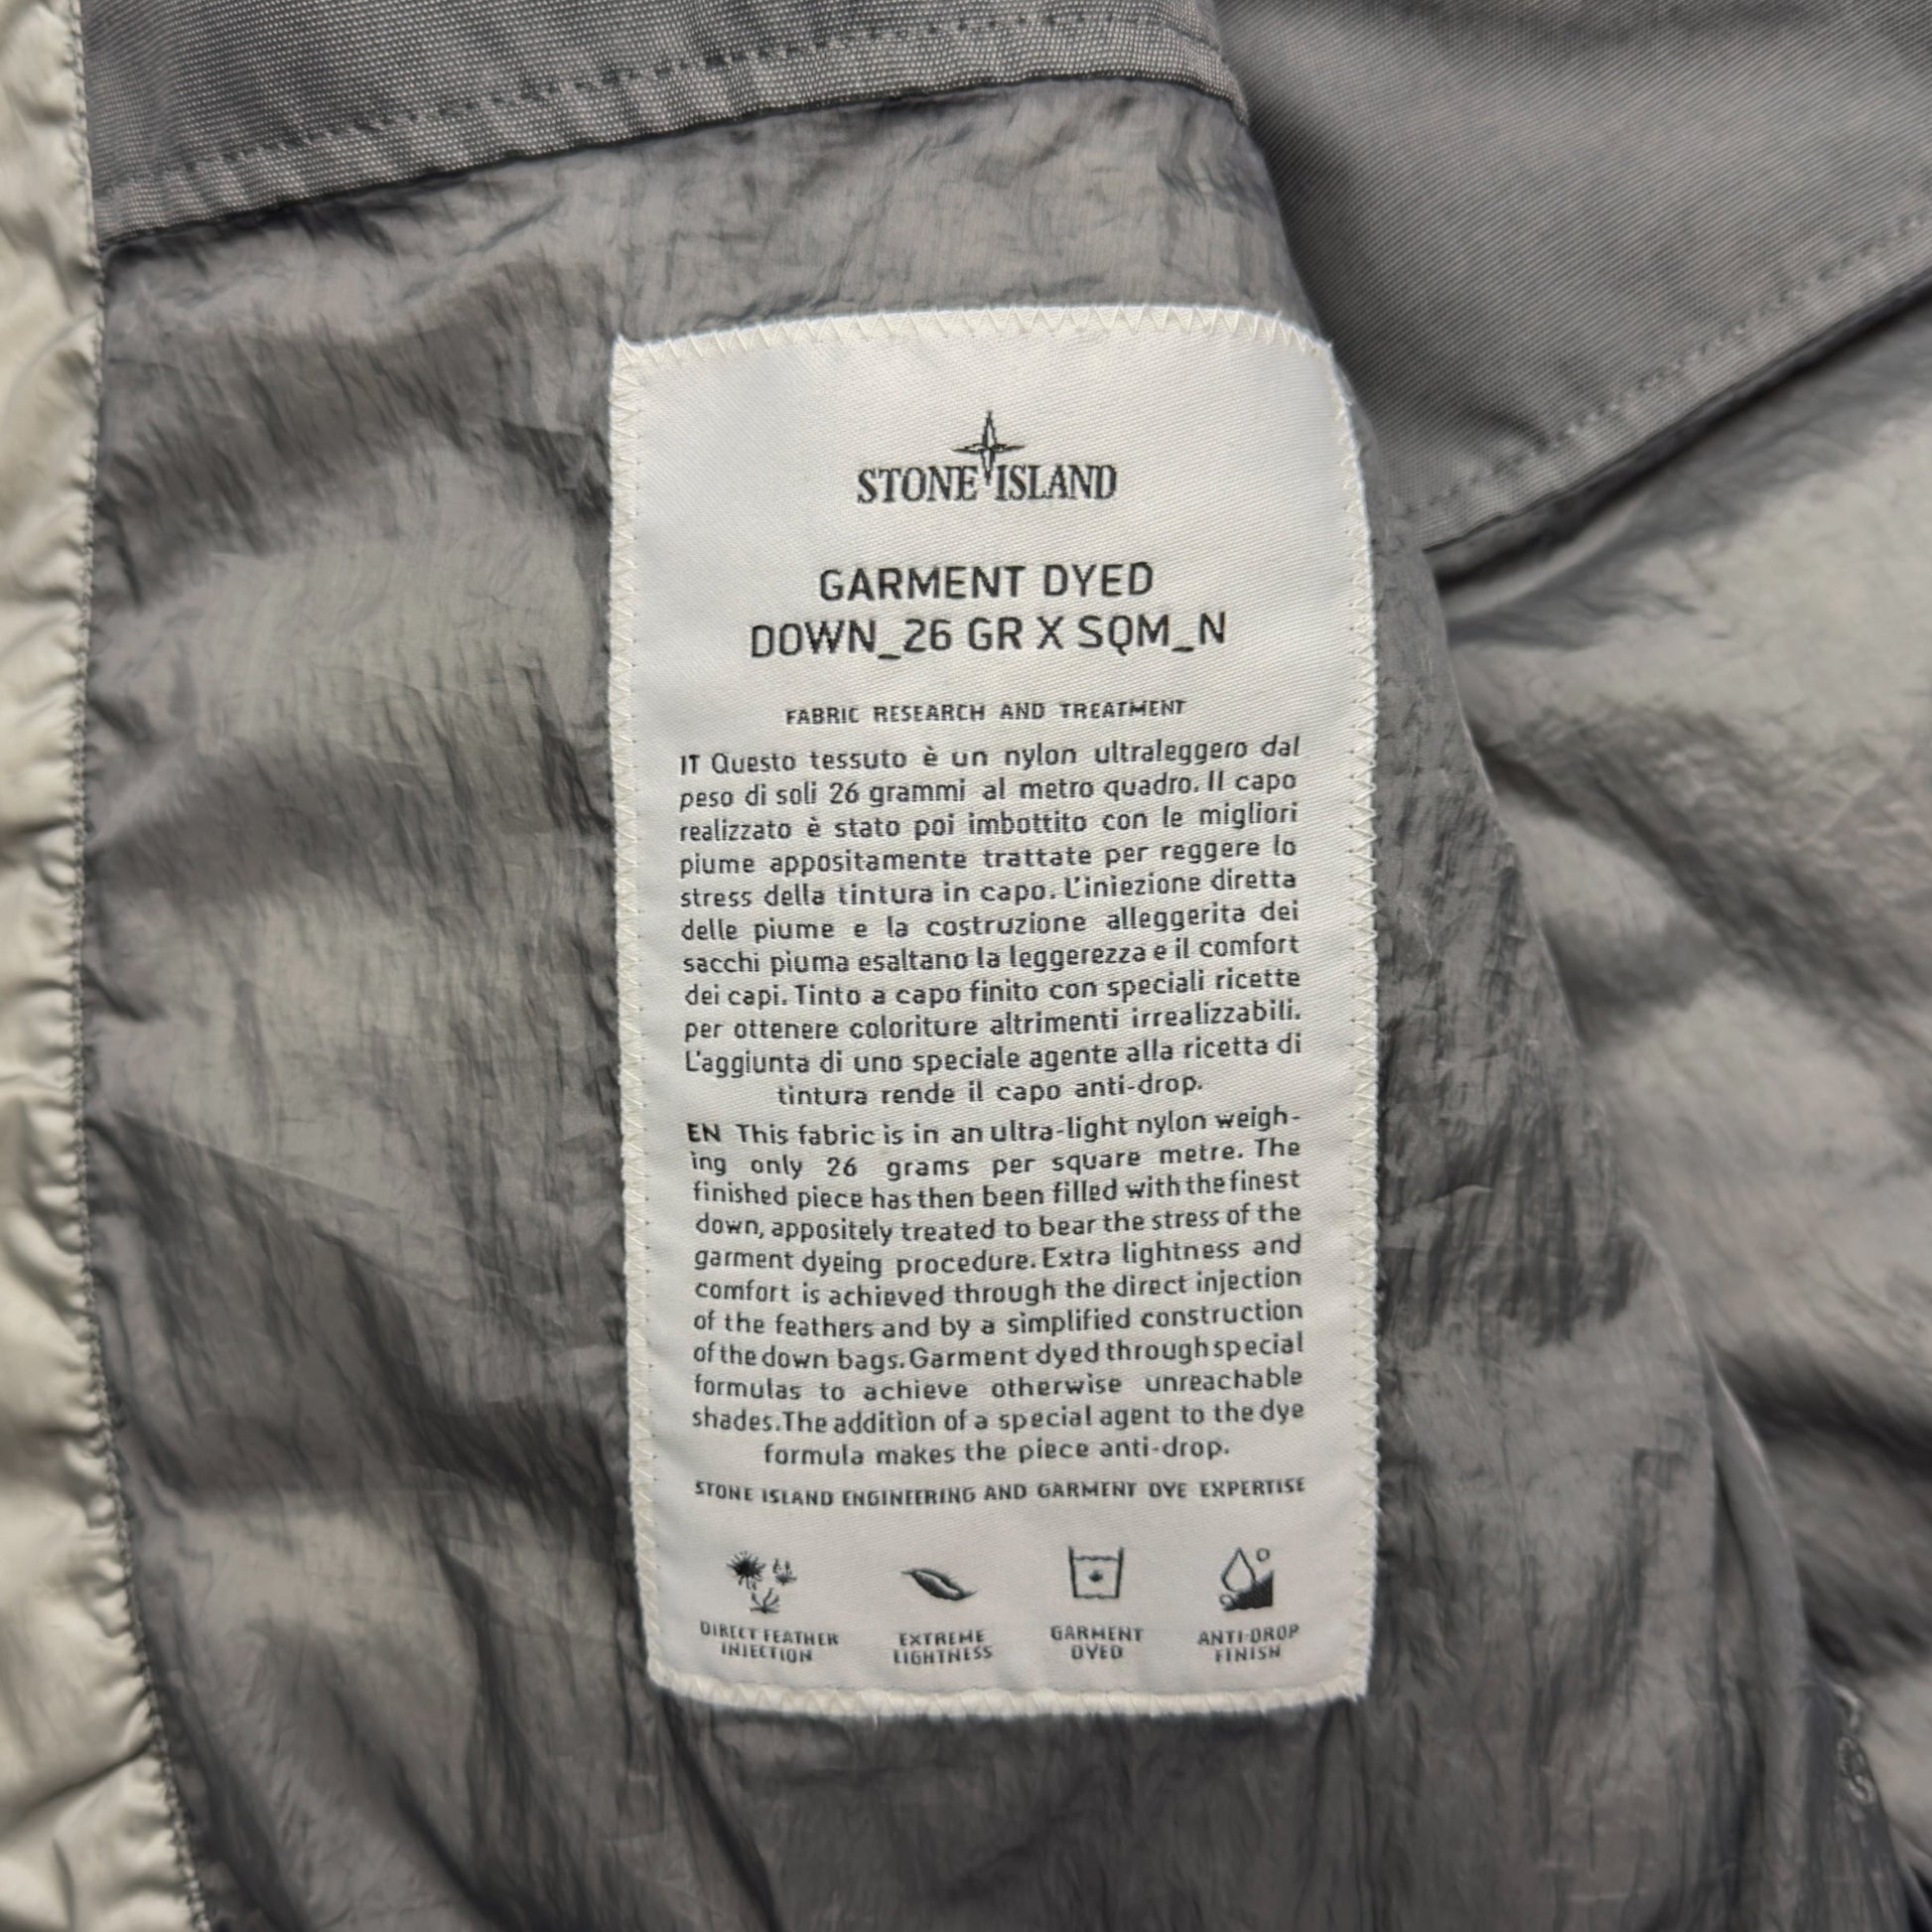 STONE ISLAND
GARMENT DYED
DOWN_26 GR X SQM_N
FABRIC RESEARCH AND TREATMENT
IT Questo tessuto è un nylon ultraleggero dal
peso di soli 26 grammi al metro quadro. Il capo
realizzato è stato poi imbottito con le migliori
piume appositamente trattate per reggere lo
stress della tintura in capo. L'iniezione diretta
delle piume e la costruzione alleggerita dei
sacchi piuma esaltano la leggerezza e il comfort
dei capi. Tinto a capo finito con speciali ricette
per ottenere coloriture altrimenti irrealizzabili.
L'aggiunta di uno speciale agente alla ricetta di
tintura rende il capo anti-drop.
EN This fabric is in an ultra-light nylon weigh-
ing only 26 grams per square metre. The
finished piece has then been filled with the finest
down, appositely treated to bear the stress of the
garment dyeing procedure. Extra lightness and
comfort is achieved through the direct injection
of the feathers and by a simplified construction
of the down bags. Garment dyed through special
formulas to achieve otherwise unreachable
shades. The addition of a special agent to the dye
formula makes the piece anti-drop.
STONE ISLAND ENGINEERING AND GARMENT DYE EXPERTISE
DIRECT FEATHER
INJECTION
EXTREME
LIGHTNESS
GARMENT
DYED
ANTI-DROP
FINISH